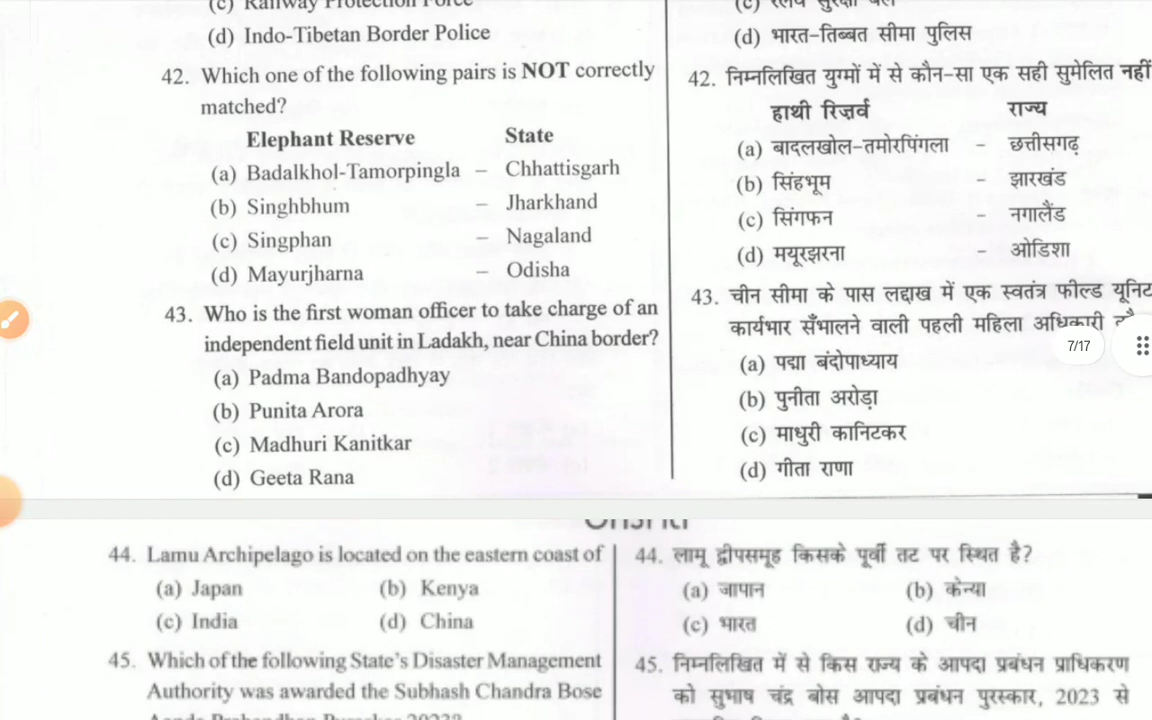 (d) Indo-Tibetan Border Police
42. Which one of the following pairs is NOT correctly
matched?
Elephant Reserve State
(a) Badalkhol-Tamorpingla – Chhattisgarh
(b) Singhbhum – Jharkhand
(c) Singphan – Nagaland
(d) Mayurjharna – Odisha
43. Who is the first woman officer to take charge of an
independent field unit in Ladakh, near China border?
(a) Padma Bandopadhyay
(b) Punita Arora
(c) Madhuri Kanitkar
(d) Geeta Rana
(d) भारत-तिब्बत सीमा पुलिस
42. निम्नलिखित युग्मों में से कौन-सा एक सही सुमेलित नहीं
हाथी रिज़र्व राज्य
(a) बादलखोल-तमोरपिंगला – छत्तीसगढ़
(b) सिंहभूम – झारखंड
(c) सिंगफन – नगालैंड
(d) मयूरझरना – ओडिशा
43. चीन सीमा के पास लद्दाख में एक स्वतंत्र फील्ड यूनिट
कार्यभार सँभालने वाली पहली महिला अधिकारी
(a) पद्मा बंदोपाध्याय
(b) पुनीता अरोड़ा
(c) माधुरी कानिटकर
(d) गीता राणा
7/17
44. Lamu Archipelago is located on the eastern coast of
(a) Japan (b) Kenya
(c) India (d) China
45. Which of the following State's Disaster Management
Authority was awarded the Subhash Chandra Bose
44. लामू द्वीपसमूह किसके पूर्वी तट पर स्थित है?
(a) जापान (b) केन्या
(c) भारत (d) चीन
45. निम्नलिखित में से किस राज्य के आपदा प्रबंधन प्राधिकरण
को सुभाष चंद्र बोस आपदा प्रबंधन पुरस्कार, 2023 से